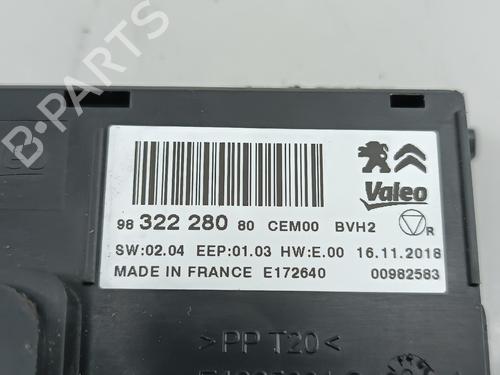 B-PARTS
Valeo
98 322 280 80 CEM00 BVH2
R
SW:02.04 EEP:01.03 HW:E.00 16.11.2018
MADE IN FRANCE E172640 00982583
>PP T20<